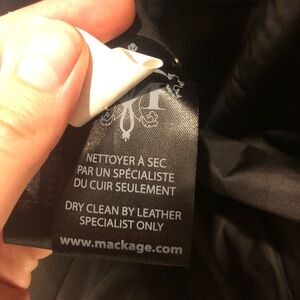 NETTOYER À SEC
PAR UN SPÉCIALISTE
DU CUIR SEULEMENT
DRY CLEAN BY LEATHER
SPECIALIST ONLY
www.mackage.com